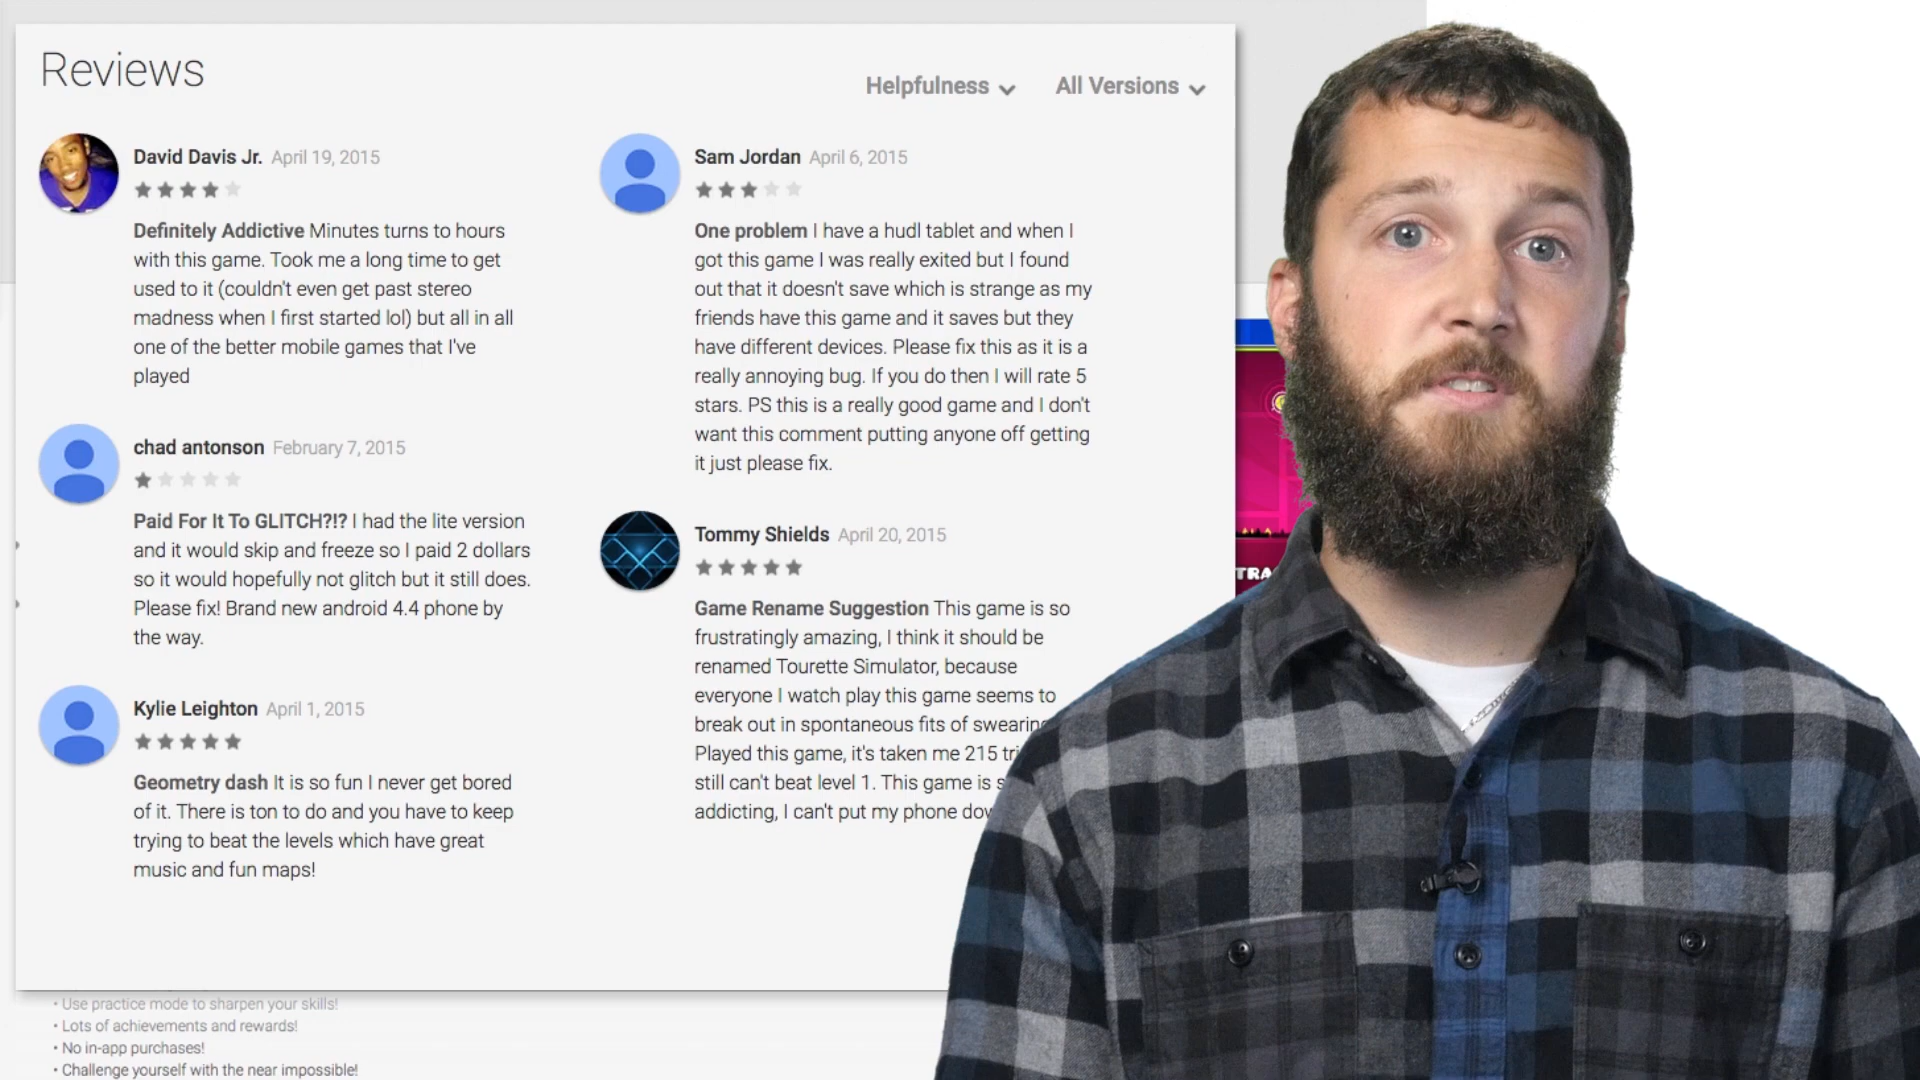 Reviews
Helpfulness
All Versions
David Davis Jr. April 19, 2015
Definitely Addictive Minutes turns to hours
with this game. Took me a long time to get
used to it (couldn't even get past stereo
madness when I first started lol) but all in all
one of the better mobile games that I've
played
chad antonson February 7, 2015
Paid For It To GLITCH?!? I had the lite version
and it would skip and freeze so I paid 2 dollars
so it would hopefully not glitch but it still does.
Please fix! Brand new android 4.4 phone by
the way.
Kylie Leighton April 1, 2015
Geometry dash It is so fun I never get bored
of it. There is ton to do and you have to keep
trying to beat the levels which have great
music and fun maps!
Sam Jordan April 6, 2015
One problem I have a hudl tablet and when I
got this game I was really exited but I found
out that it doesn't save which is strange as my
friends have this game and it saves but they
have different devices. Please fix this as it is a
really annoying bug. If you do then I will rate 5
stars. PS this is a really good game and I don't
want this comment putting anyone off getting
it just please fix.
Tommy Shields April 20, 2015
Game Rename Suggestion This game is so
frustratingly amazing, I think it should be
renamed Tourette Simulator, because
everyone I watch play this game seems to
break out in spontaneous fits of swearing
Played this game, it's taken me 215
still can't beat level 1. This game is
addicting, I can't put my phone
• Use practice mode to sharpen your skills!
• Lots of achievements and rewards!
• No in-app purchases!
• Challenge yourself with the near impossible!